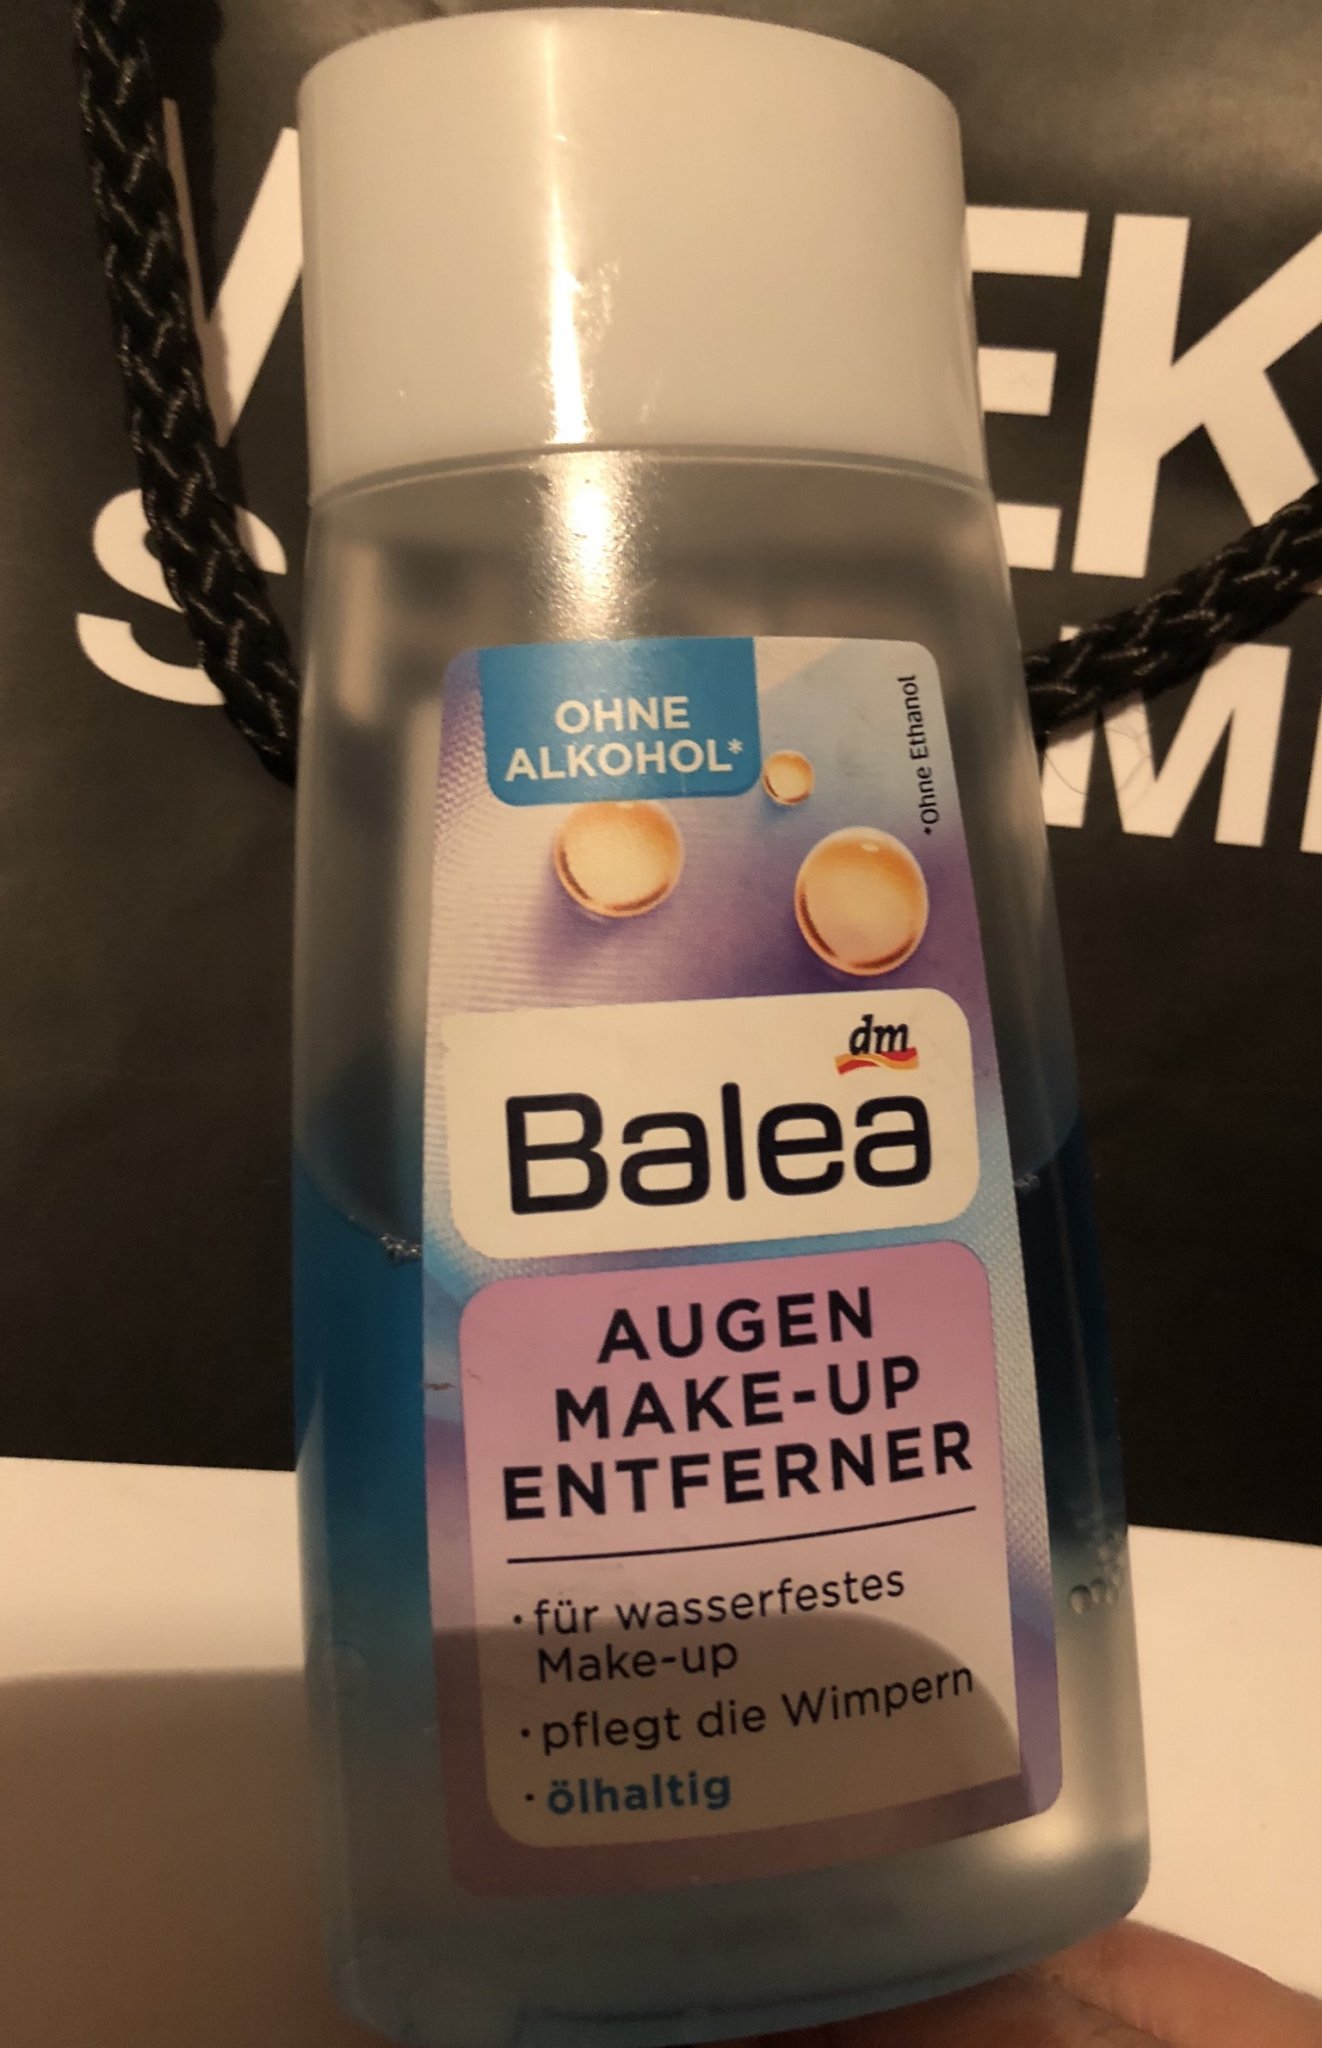 OHNE
ALKOHOL*
*Ohne Ethanol
dm
Balea
AUGEN
MAKE-UP
ENTFERNER
· für wasserfestes
Make-up
· pflegt die Wimpern
· ölhaltig